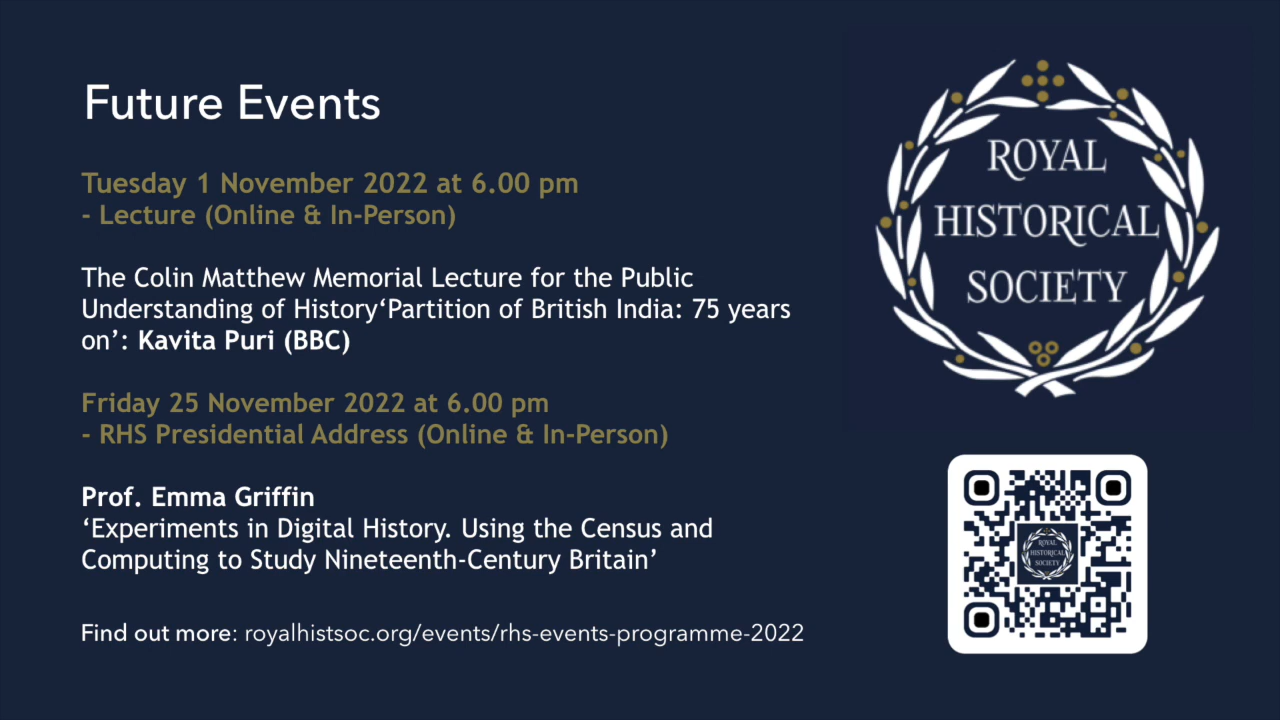 Future Events
Tuesday 1 November 2022 at 6.00 pm
- Lecture (Online & In-Person)
The Colin Matthew Memorial Lecture for the Public
Understanding of History‘Partition of British India: 75 years
on’: Kavita Puri (BBC)
Friday 25 November 2022 at 6.00 pm
- RHS Presidential Address (Online & In-Person)
Prof. Emma Griffin
‘Experiments in Digital History. Using the Census and
Computing to Study Nineteenth-Century Britain’
Find out more: royalhistsoc.org/events/rhs-events-programme-2022
ROYAL
HISTORICAL
SOCIETY
ROYAL
HISTORICAL
SOCIETY